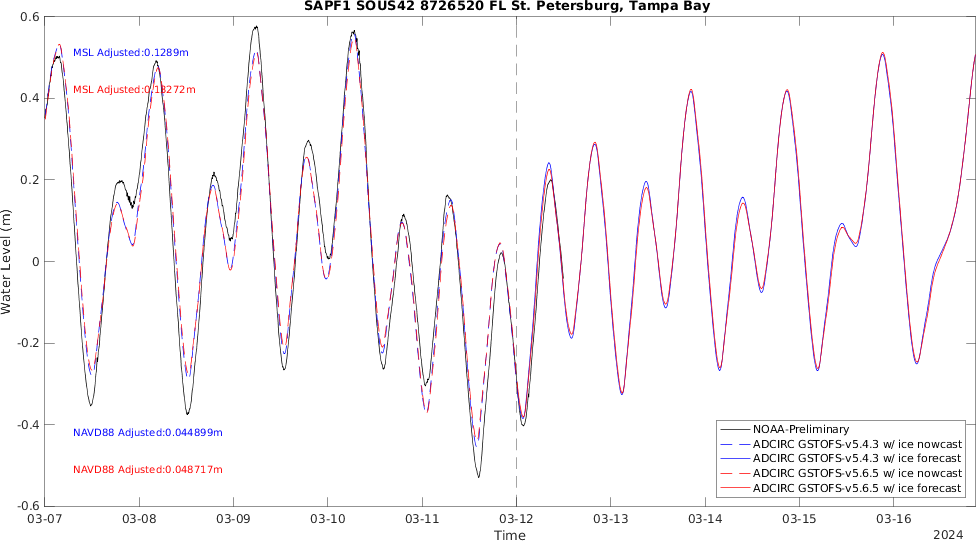 SAPF1 SOUS42 8726520 FL St. Petersburg, Tampa Bay
Water Level (m)
0.6
0.4
0.2
0
-0.2
-0.4
-0.6
MSL Adjusted:0.1289m
MSL Adjusted:0.13272m
NAVD88 Adjusted:0.044899m
NAVD88 Adjusted:0.048717m
NOAA-Preliminary
ADCIRC GSTOFS-v5.4.3 w/ ice nowcast
ADCIRC GSTOFS-v5.4.3 w/ ice forecast
ADCIRC GSTOFS-v5.6.5 w/ ice nowcast
ADCIRC GSTOFS-v5.6.5 w/ ice forecast
03-07 03-08 03-09 03-10 03-11 03-12 03-13 03-14 03-15 03-16
Time
2024